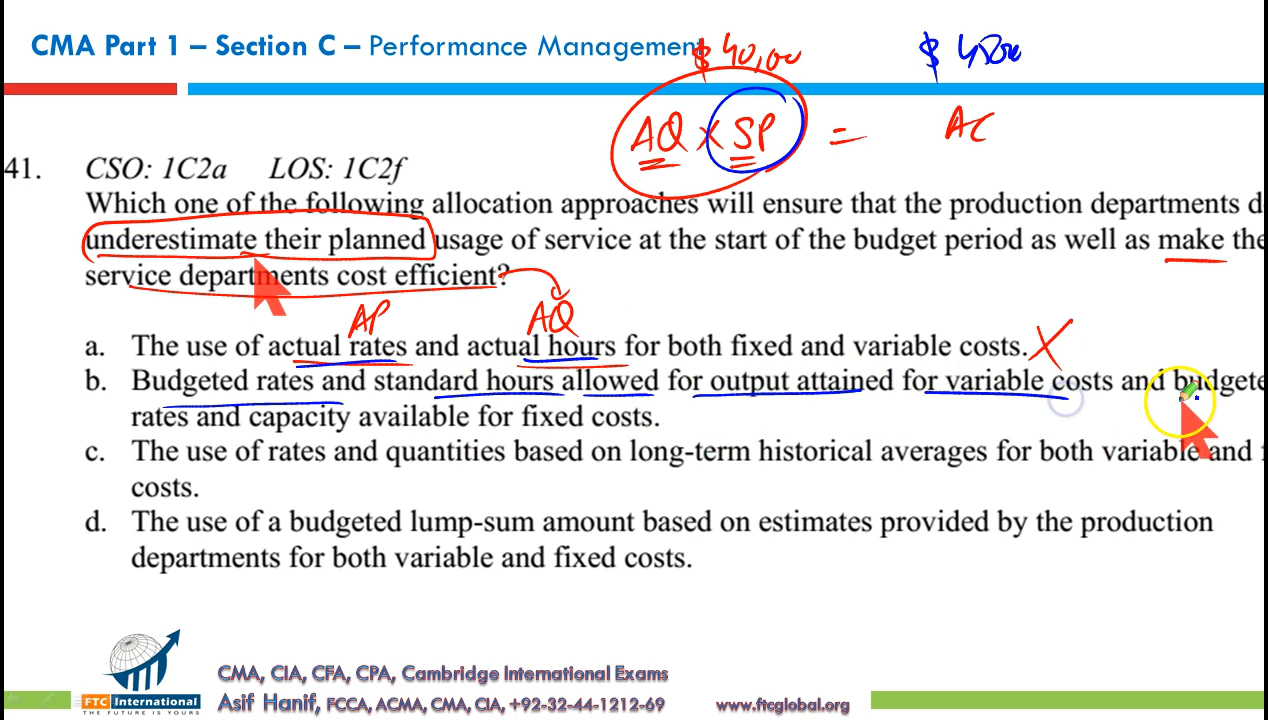 CMA Part 1 – Section C – Performance Management
$ 40,00
$
AQ × SP = AC
41. CSO: 1C2a LOS: 1C2f
Which one of the following allocation approaches will ensure that the production departments d
underestimate their planned usage of service at the start of the budget period as well as make the
service departments cost efficient?
AP AQ
a. The use of actual rates and actual hours for both fixed and variable costs. X
b. Budgeted rates and standard hours allowed for output attained for variable costs and budgete
rates and capacity available for fixed costs.
c. The use of rates and quantities based on long-term historical averages for both variable and f
costs.
d. The use of a budgeted lump-sum amount based on estimates provided by the production
departments for both variable and fixed costs.
FTC International
THE FUTURE IS YOURS
CMA, CIA, CFA, CPA, Cambridge International Exams
Asif Hanif, FCCA, ACMA, CMA, CIA, +92-32-44-1212-69 www.ftcglobal.org